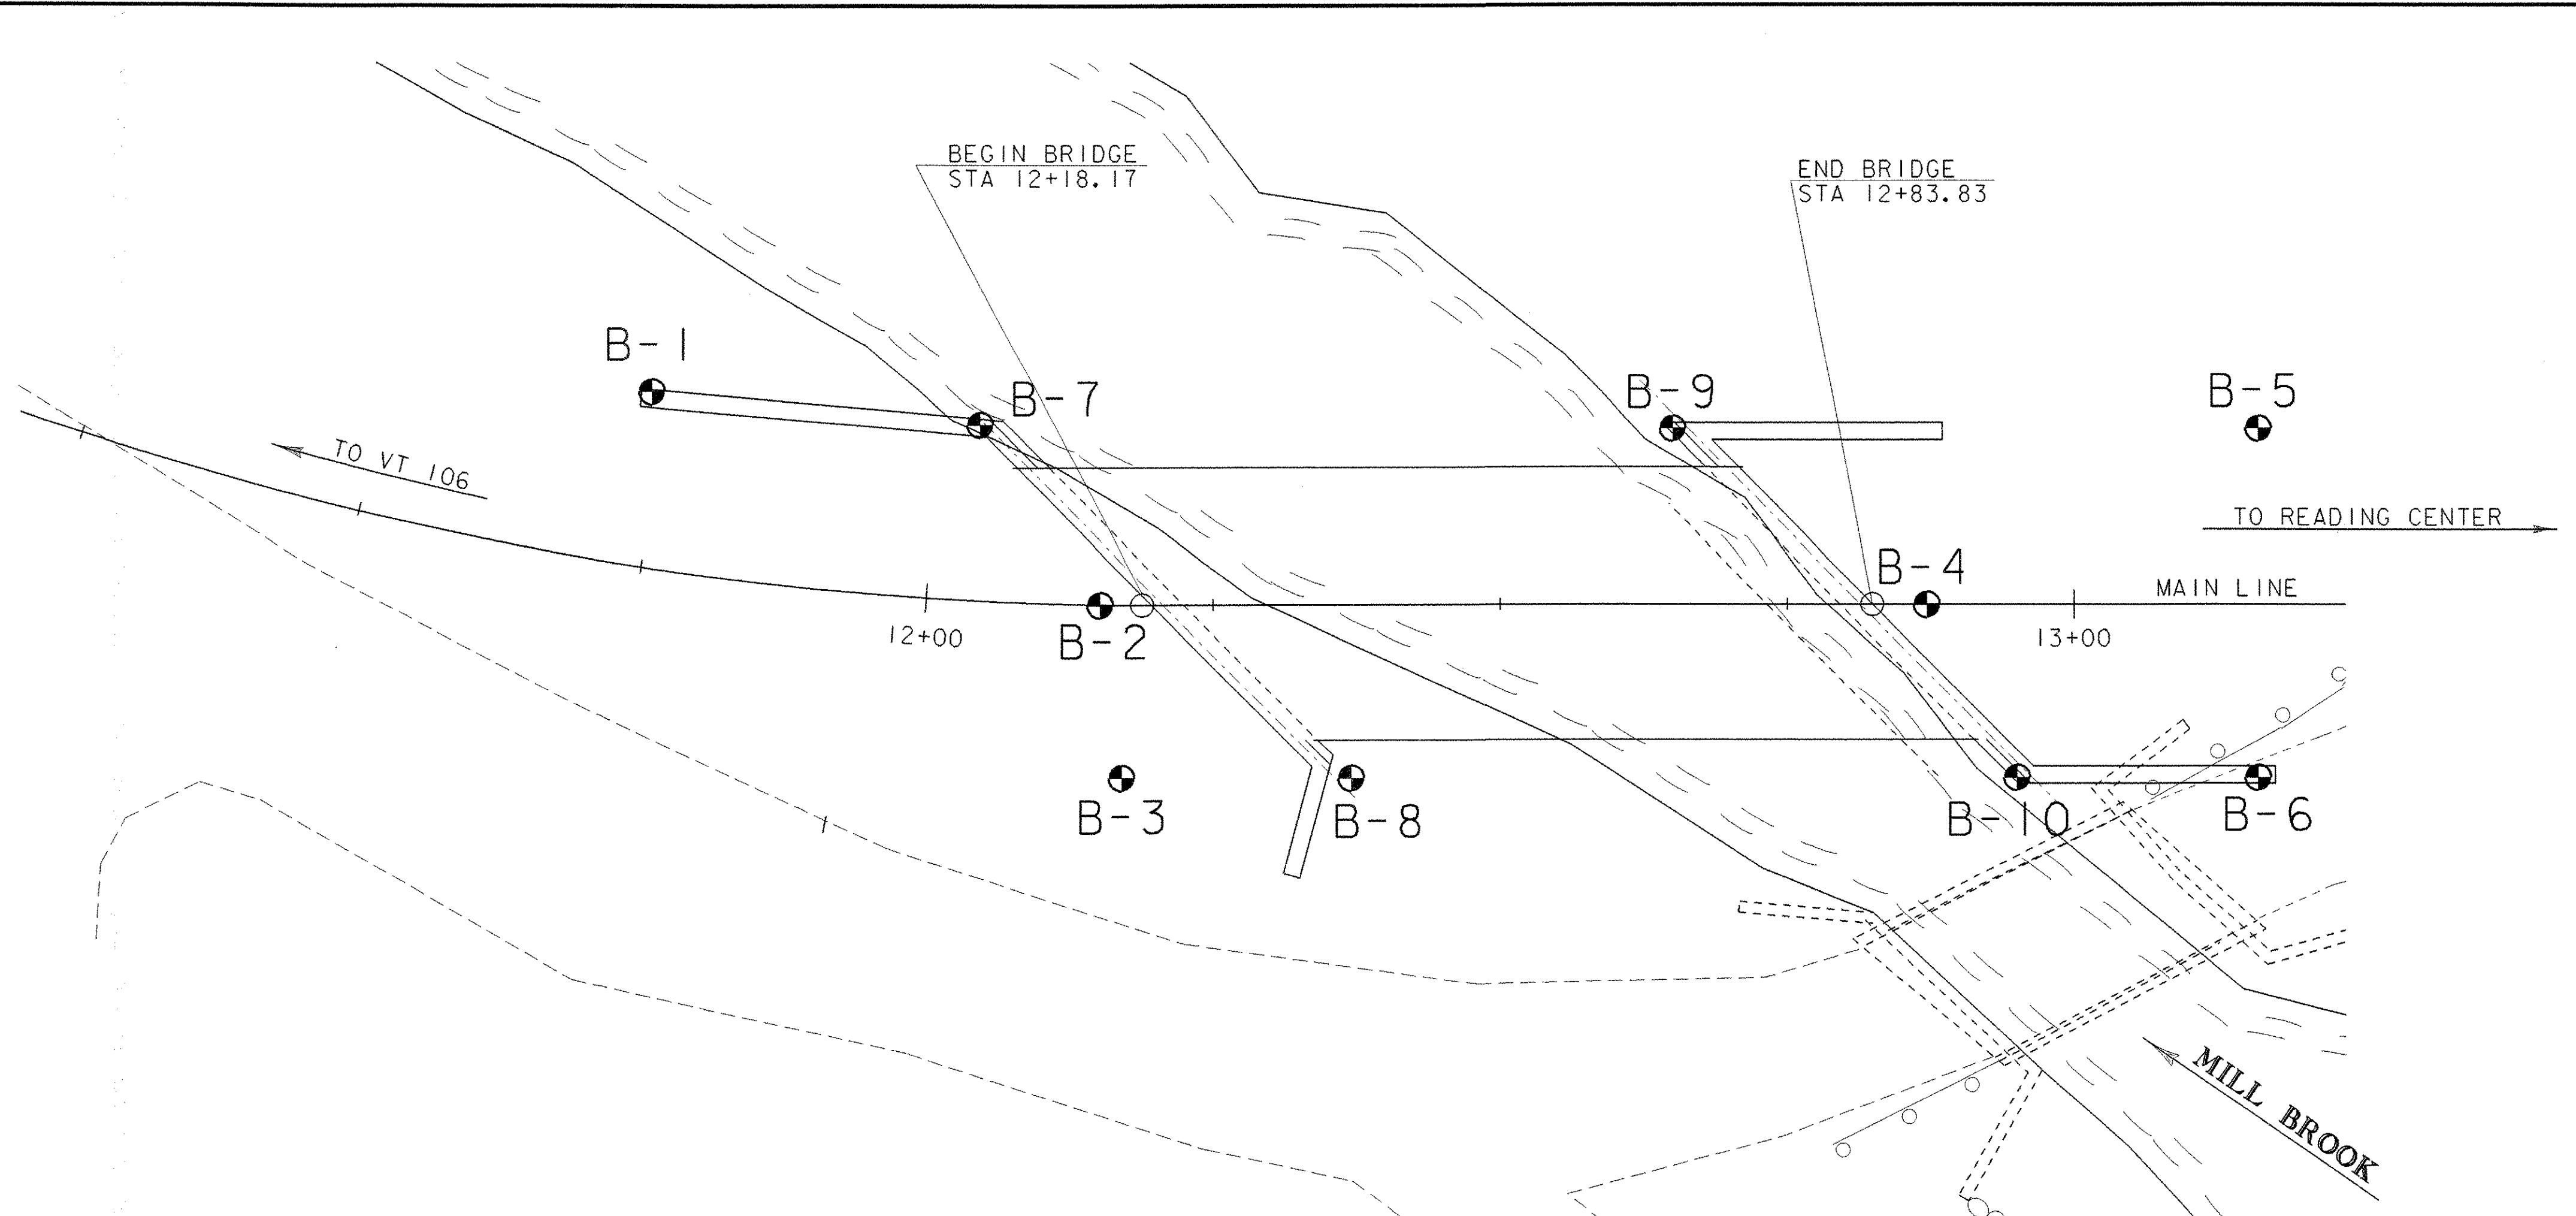 BEGIN BRIDGE
STA 12+18.17
END BRIDGE
STA 12+83.83
B-1
B-7
B-9
B-5
TO VT 106
TO READING CENTER
B-4
MAIN LINE
12+00
B-2
13+00
B-3
B-8
B-10
B-6
MILL BROOK